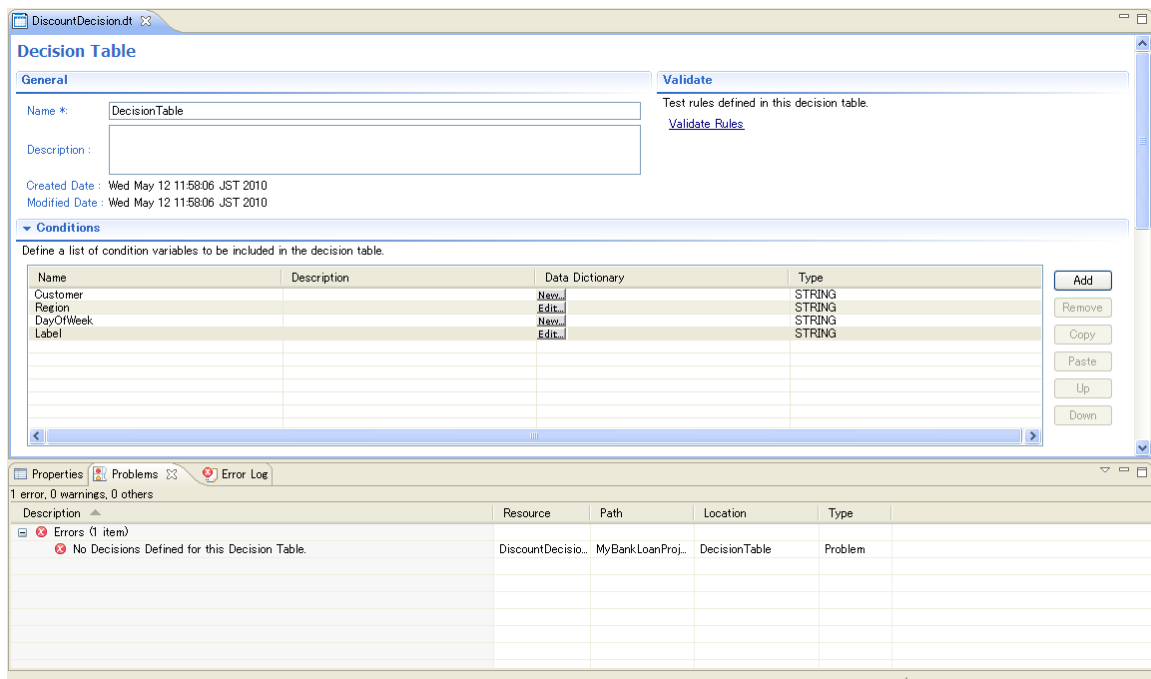 DiscountDecision.dt
Decision Table
General
Name *: DecisionTable
Description :
Created Date : Wed May 12 11:58:06 JST 2010
Modified Date : Wed May 12 11:58:06 JST 2010
Validate
Test rules defined in this decision table.
Validate Rules
Conditions
Define a list of condition variables to be included in the decision table.
Name Description Data Dictionary Type
Customer New... STRING
Region Edit... STRING
DayOfWeek New... STRING
Label Edit... STRING
Add
Remove
Copy
Paste
Up
Down
Properties Problems Error Log
1 error, 0 warnings, 0 others
Description Resource Path Location Type
Errors (1 item)
No Decisions Defined for this Decision Table. DiscountDecisio... MyBankLoanProj... DecisionTable Problem